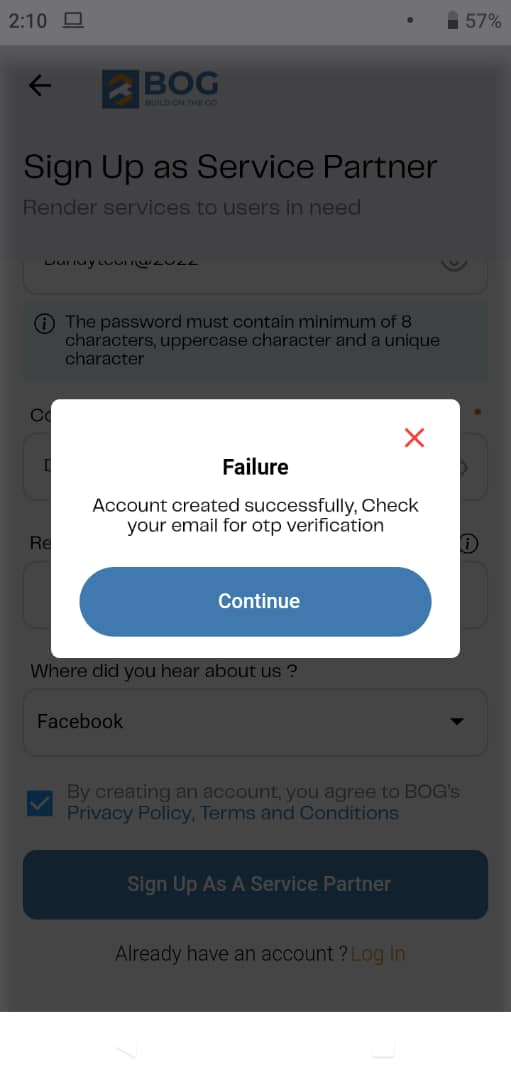 2:10
57%
BOG
BUILD ON THE GO
Sign Up as Service Partner
Render services to users in need
The password must contain minimum of 8
characters, uppercase character and a unique
character
Co
Failure
Account created successfully, Check
your email for otp verification
Re
Continue
Where did you hear about us ?
Facebook
By creating an account, you agree to BOG's
Privacy Policy, Terms and Conditions
Sign Up As A Service Partner
Already have an account ? Log In